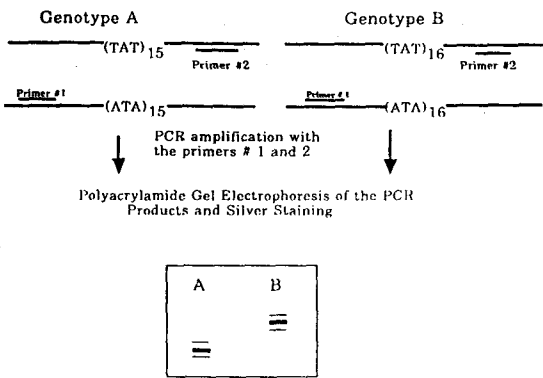 Genotype A
Genotype B
(TAT)15
(TAT)16
Primer #2
Primer #2
Primer #1
Primer #1
(ATA)15
(ATA)16
PCR amplification with
the primers # 1 and 2
Polyacrylamide Gel Electrophoresis of the PCR
Products and Silver Staining
A B